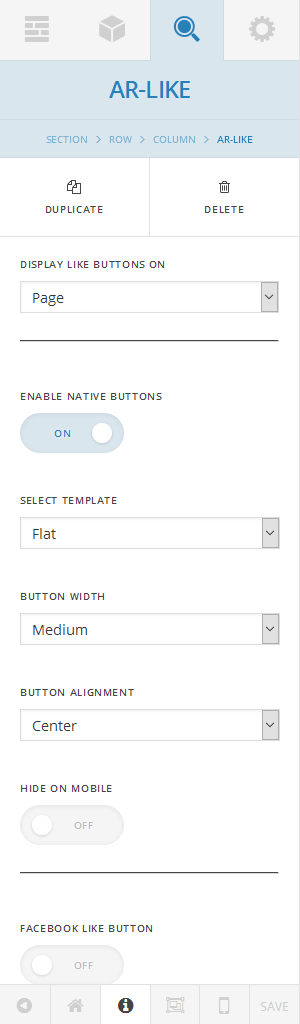 AR-LIKE
SECTION > ROW > COLUMN > AR-LIKE
DUPLICATE DELETE
DISPLAY LIKE BUTTONS ON
Page
ENABLE NATIVE BUTTONS
ON
SELECT TEMPLATE
Flat
BUTTON WIDTH
Medium
BUTTON ALIGNMENT
Center
HIDE ON MOBILE
OFF
FACEBOOK LIKE BUTTON
OFF
SAVE